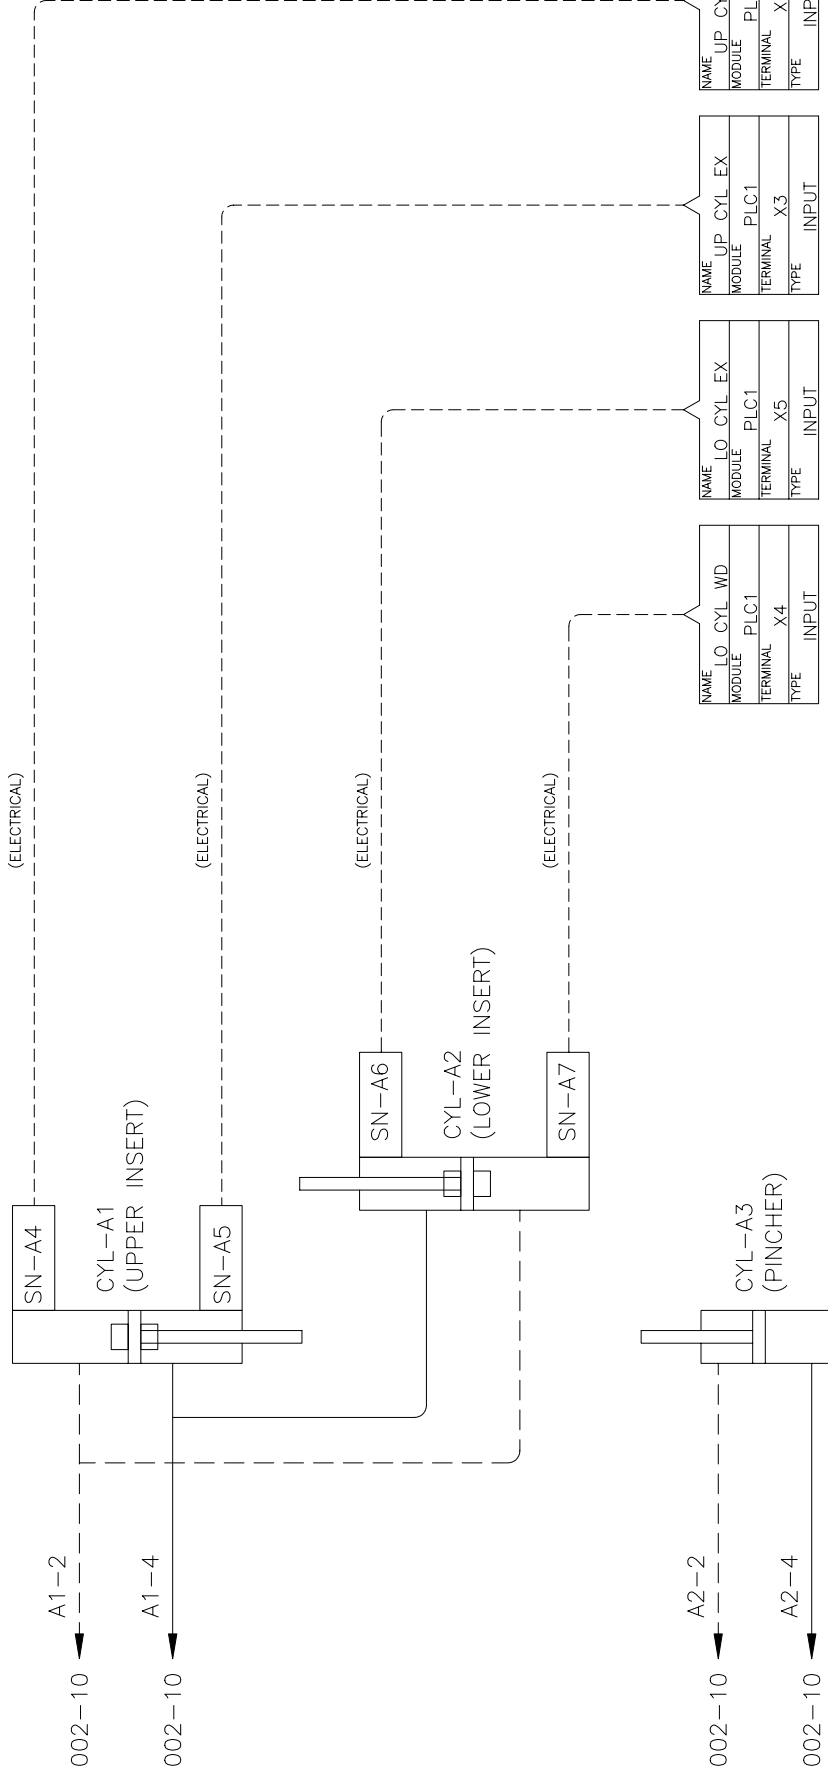 (ELECTRICAL)
SN-A4
CYL-A1
(UPPER INSERT)
(ELECTRICAL)
SN-A5
A1-2
002-10
A1-4
002-10
(ELECTRICAL)
SN-A6
CYL-A2
(LOWER INSERT)
(ELECTRICAL)
SN-A7
CYL-A3
(PINCHER)
A2-2
002-10
A2-4
002-10
NAME
LO CYL WD
MODULE
PLC1
TERMINAL
X4
TYPE
INPUT
NAME
LO CYL EX
MODULE
PLC1
TERMINAL
X5
TYPE
INPUT
NAME
UP CYL EX
MODULE
PLC1
TERMINAL
X3
TYPE
INPUT
NAME
UP
MODULE
TERMINAL
TYPE